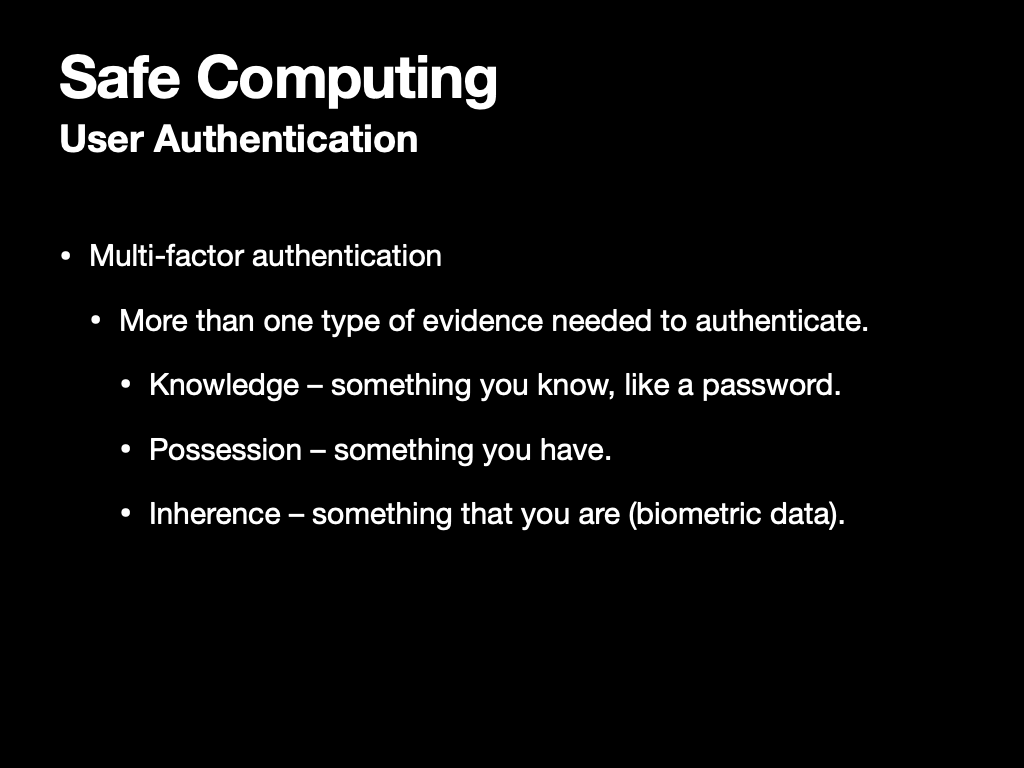 Safe Computing
User Authentication
• Multi-factor authentication
• More than one type of evidence needed to authenticate.
• Knowledge – something you know, like a password.
• Possession – something you have.
• Inherence – something that you are (biometric data).